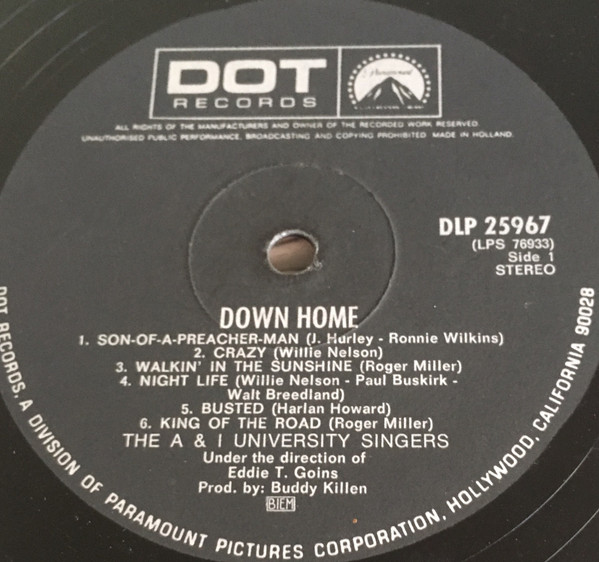 DOT
RECORDS
Paramount
ALL RIGHTS OF THE MANUFACTURERS AND OWNER OF THE RECORDED WORK RESERVED.
UNAUTHORISED PUBLIC PERFORMANCE, BROADCASTING AND COPYING PROHIBITED MADE IN HOLLAND.
DLP 25967
(LPS 76933)
Side 1
STEREO
DOWN HOME
1. SON-OF-A-PREACHER-MAN (J. Hurley - Ronnie Wilkins)
2. CRAZY (Willie Nelson)
3. WALKIN' IN THE SUNSHINE (Roger Miller)
4. NIGHT LIFE (Willie Nelson - Paul Buskirk -
Walt Breedland)
5. BUSTED (Harlan Howard)
6. KING OF THE ROAD (Roger Miller)
THE A & I UNIVERSITY SINGERS
Under the direction of
Eddie T. Goins
Prod. by: Buddy Killen
BIEM
DOT RECORDS, A DIVISION OF PARAMOUNT PICTURES CORPORATION, HOLLYWOOD, CALIFORNIA 90028